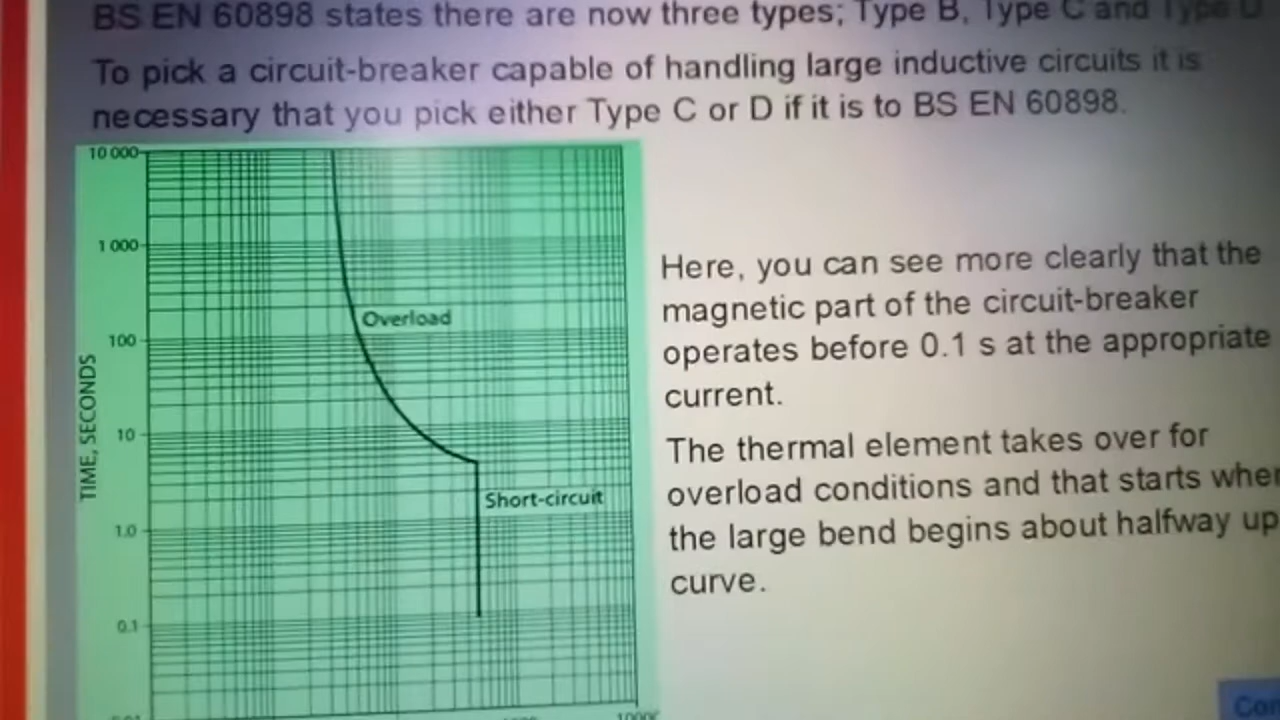 BS EN 60898 states there are now three types; Type B, Type C and Type D
To pick a circuit-breaker capable of handling large inductive circuits it is
necessary that you pick either Type C or D if it is to BS EN 60898.
10 000
1 000
Overload
100
TIME, SECONDS
10
Short-circuit
1.0
0.1
Here, you can see more clearly that the
magnetic part of the circuit-breaker
operates before 0.1 s at the appropriate
current.
The thermal element takes over for
overload conditions and that starts when
the large bend begins about halfway up
curve.